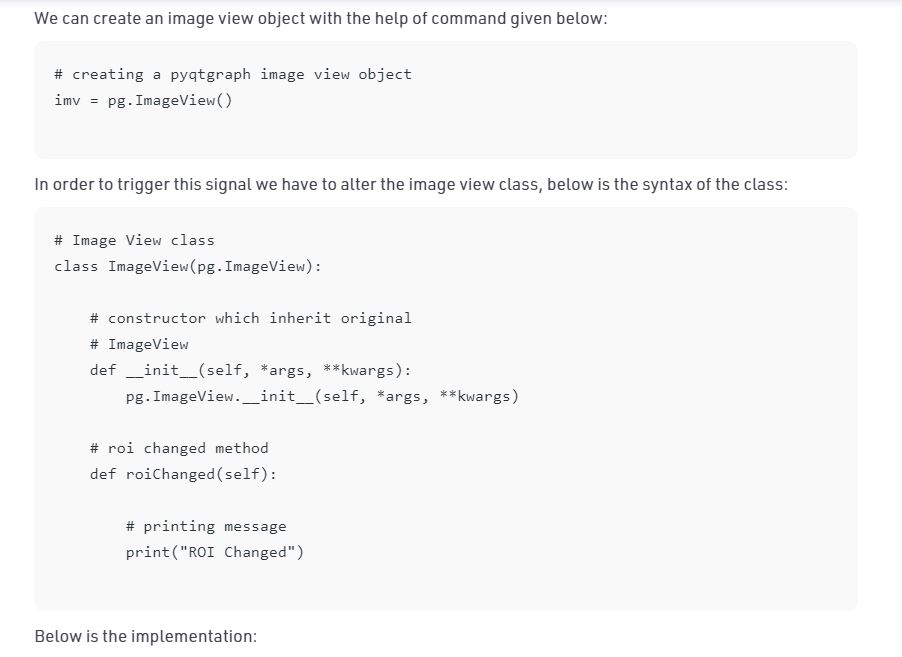 We can create an image view object with the help of command given below:
# creating a pyqtgraph image view object
imv = pg.ImageView()
In order to trigger this signal we have to alter the image view class, below is the syntax of the class:
# Image View class
class ImageView(pg.ImageView):
    # constructor which inherit original
    # ImageView
    def __init__(self, *args, **kwargs):
        pg.ImageView.__init__(self, *args, **kwargs)
    # roi changed method
    def roiChanged(self):
        # printing message
        print("ROI Changed")
Below is the implementation: